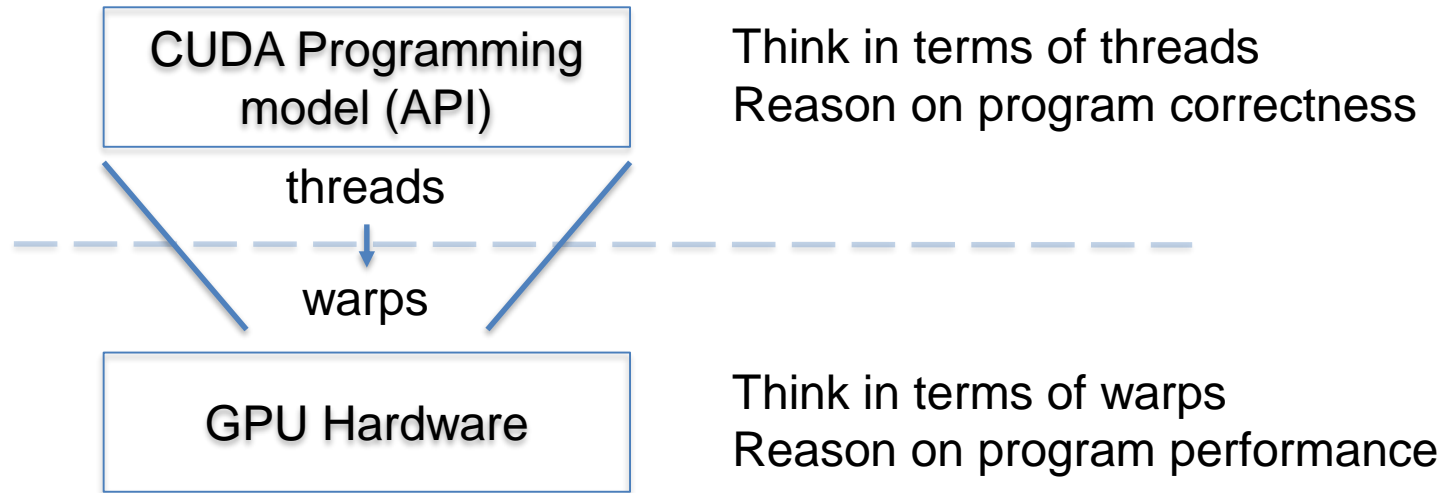 CUDA Programming
model (API)
Think in terms of threads
Reason on program correctness
threads
warps
GPU Hardware
Think in terms of warps
Reason on program performance